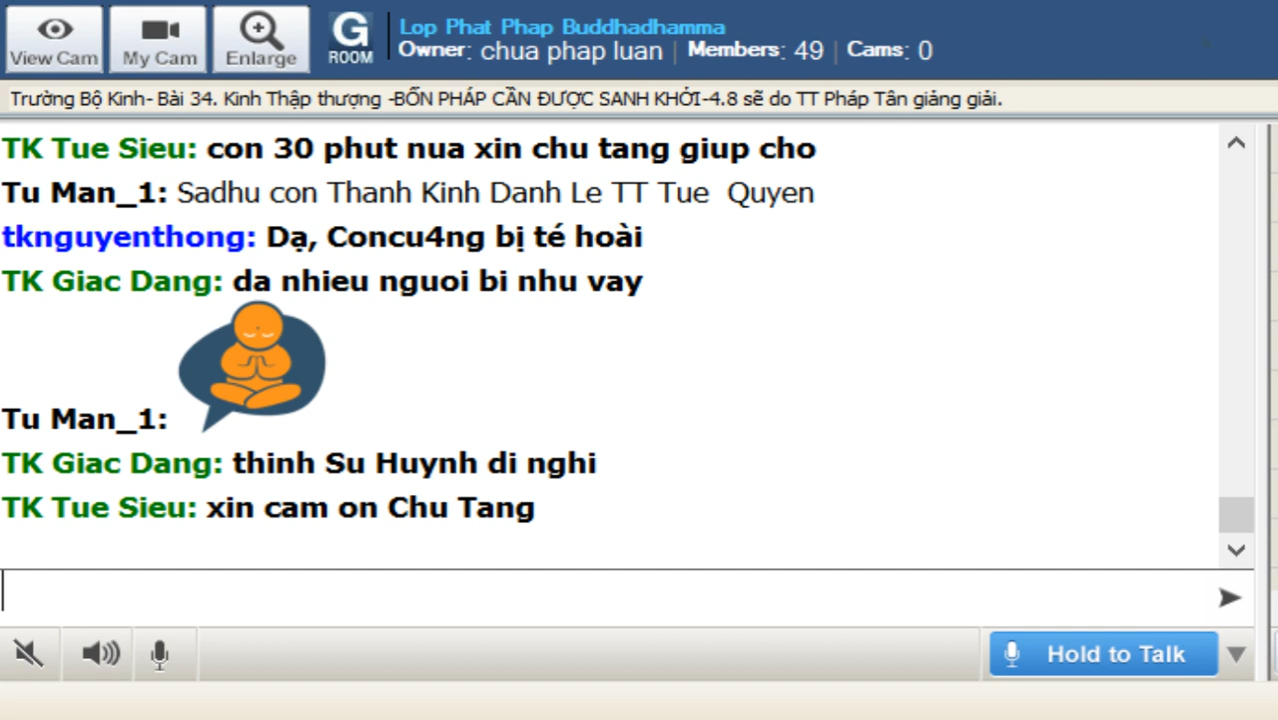 View Cam
My Cam
Enlarge
G
ROOM
Lop Phat Phap Buddhadhamma
Owner: chua phap luan | Members: 49 | Cams: 0
Trường Bộ Kinh- Bài 34. Kinh Thập thượng -BỐN PHÁP CẦN ĐƯỢC SANH KHỞI-4.8 sẽ do TT Pháp Tân giảng giải.
TK Tue Sieu: con 30 phut nua xin chu tang giup cho
Tu Man_1: Sadhu con Thanh Kinh Danh Le TT Tue  Quyen
tknguyenthong: Dạ, Concu4ng bị té hoài
TK Giac Dang: da nhieu nguoi bi nhu vay
Tu Man_1:
TK Giac Dang: thinh Su Huynh di nghi
TK Tue Sieu: xin cam on Chu Tang
Hold to Talk